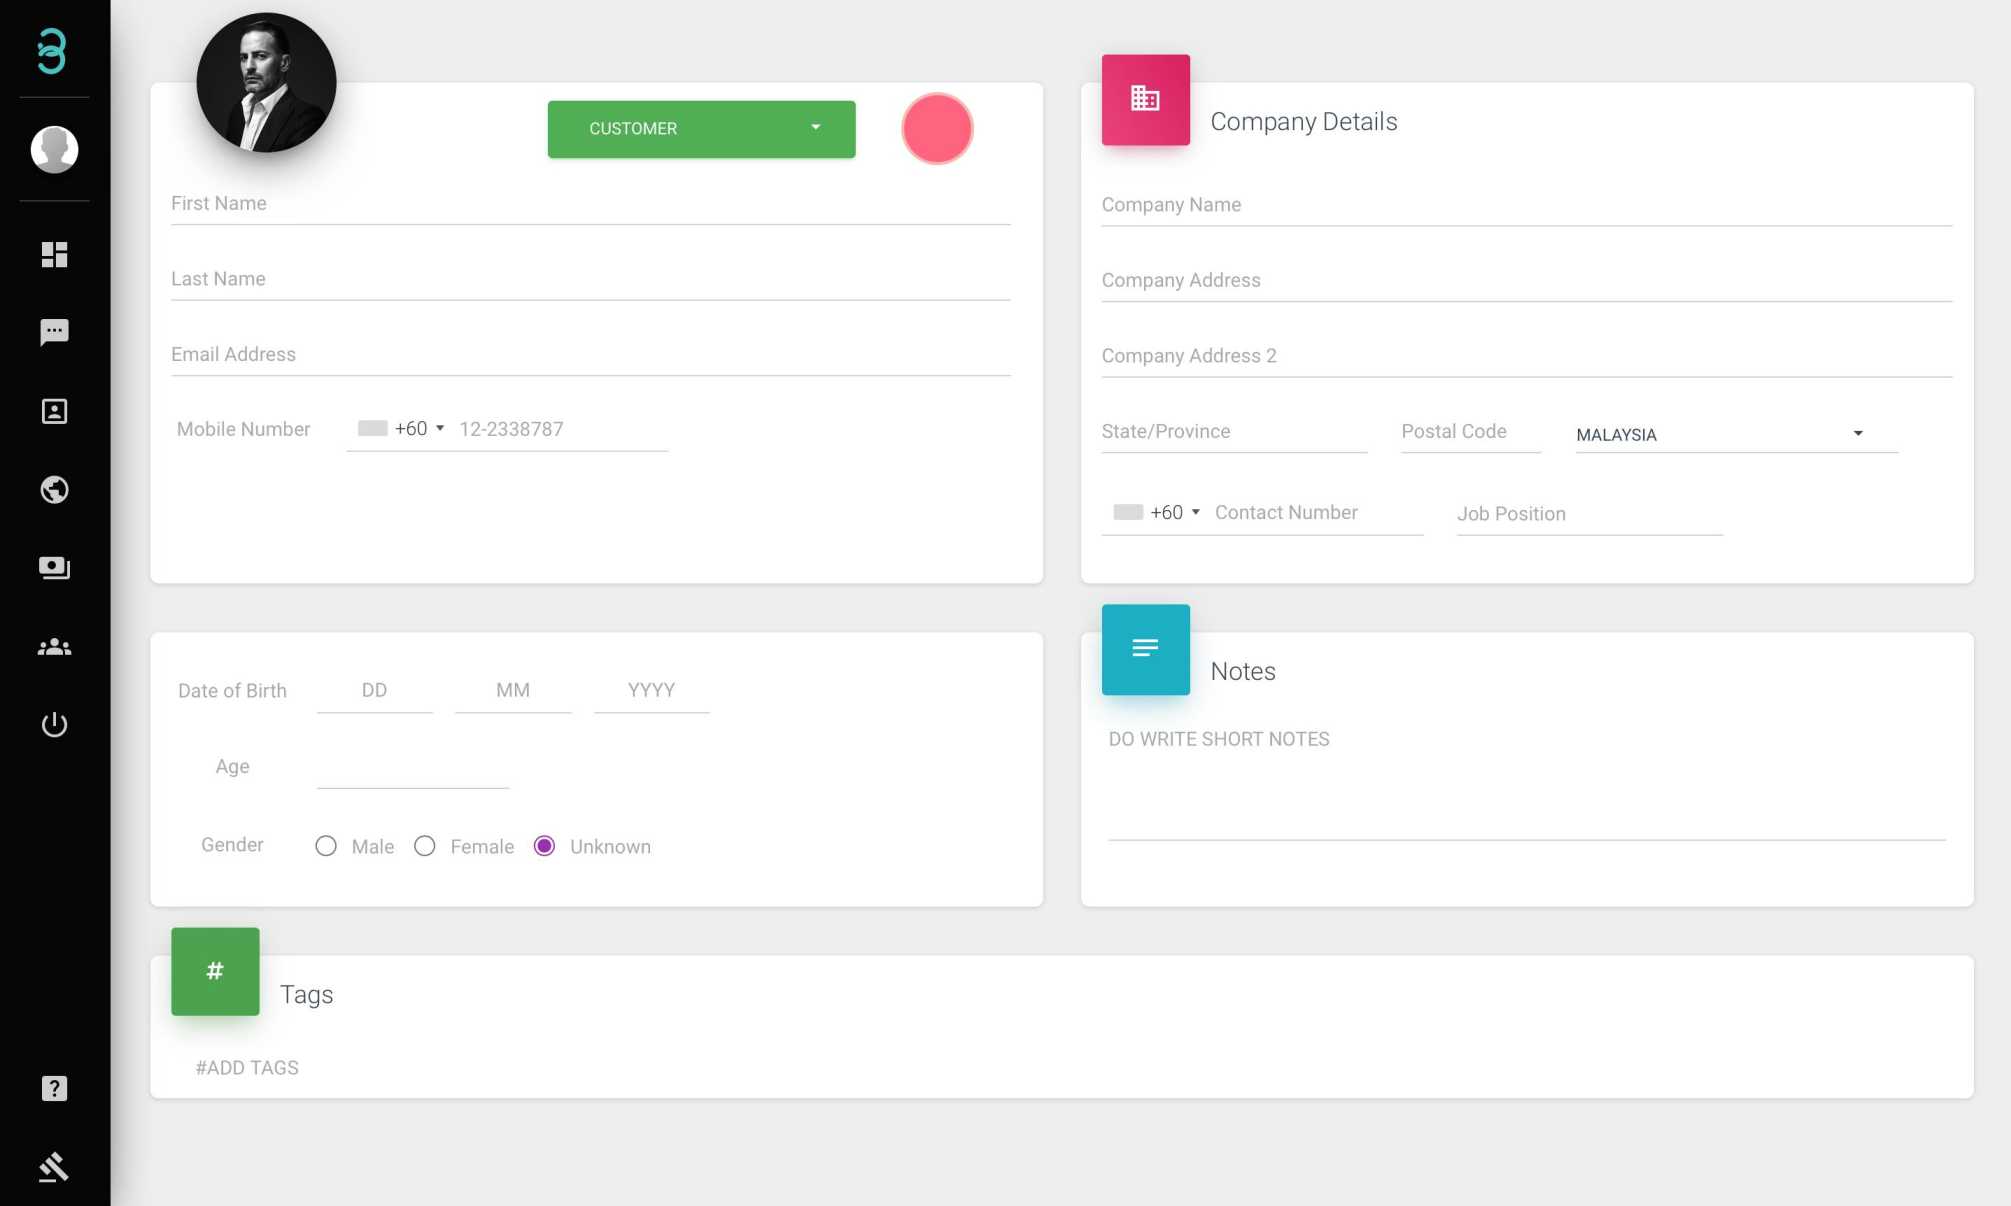 CUSTOMER
First Name
Last Name
Email Address
Mobile Number +60 12-2338787
Company Details
Company Name
Company Address
Company Address 2
State/Province Postal Code MALAYSIA
+60 Contact Number Job Position
Date of Birth DD MM YYYY
Age
Gender Male Female Unknown
Notes
DO WRITE SHORT NOTES
#
Tags
#ADD TAGS
?